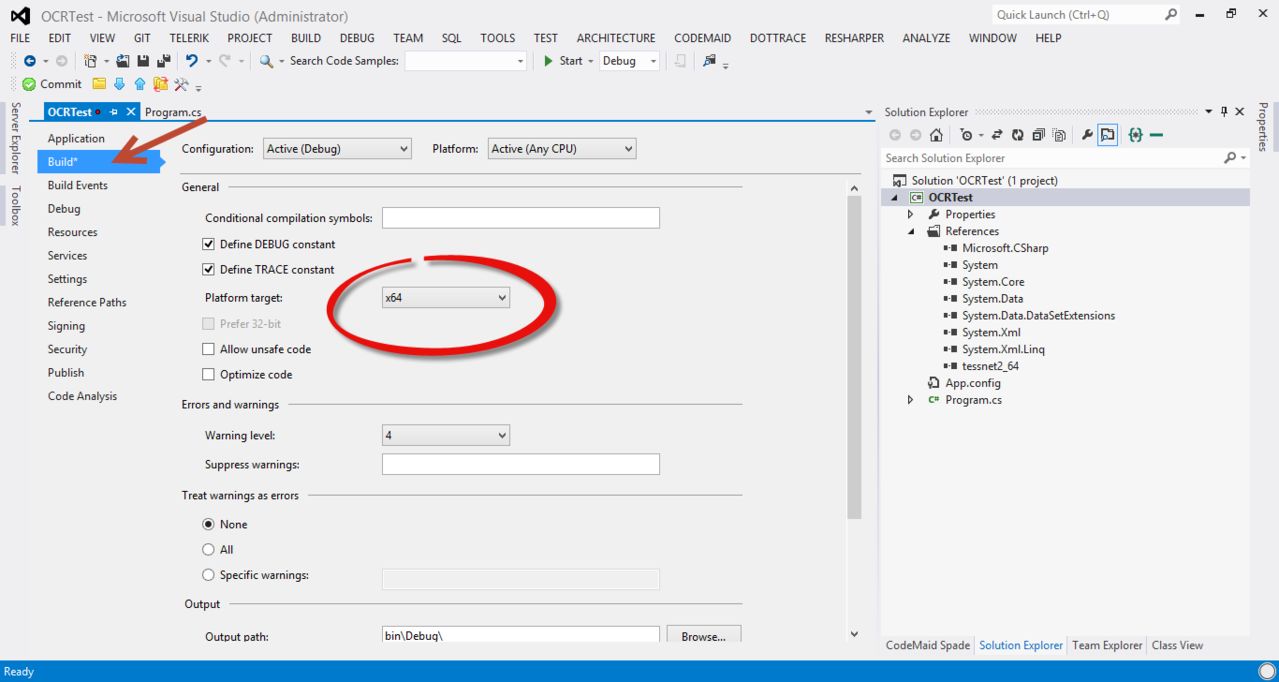 OCRTest - Microsoft Visual Studio (Administrator)
Quick Launch (Ctrl+Q)
FILE EDIT VIEW GIT TELERIK PROJECT BUILD DEBUG TEAM SQL TOOLS TEST ARCHITECTURE CODEMAID DOTTRACE RESHARPER ANALYZE WINDOW HELP
Search Code Samples: Start Debug
Commit
Server Explorer
Toolbox
OCRTest Program.cs
Application
Build*
Build Events
Debug
Resources
Services
Settings
Reference Paths
Signing
Security
Publish
Code Analysis
Configuration: Active (Debug) Platform: Active (Any CPU)
General
Conditional compilation symbols:
Define DEBUG constant
Define TRACE constant
Platform target: x64
Prefer 32-bit
Allow unsafe code
Optimize code
Errors and warnings
Warning level: 4
Suppress warnings:
Treat warnings as errors
None
All
Specific warnings:
Output
Output path: bin\Debug\ Browse...
Solution Explorer
Search Solution Explorer
Solution 'OCRTest' (1 project)
C# OCRTest
Properties
References
Microsoft.CSharp
System
System.Core
System.Data
System.Data.DataSetExtensions
System.Xml
System.Xml.Linq
tessnet2_64
App.config
C# Program.cs
CodeMaid Spade Solution Explorer Team Explorer Class View
Properties
Ready